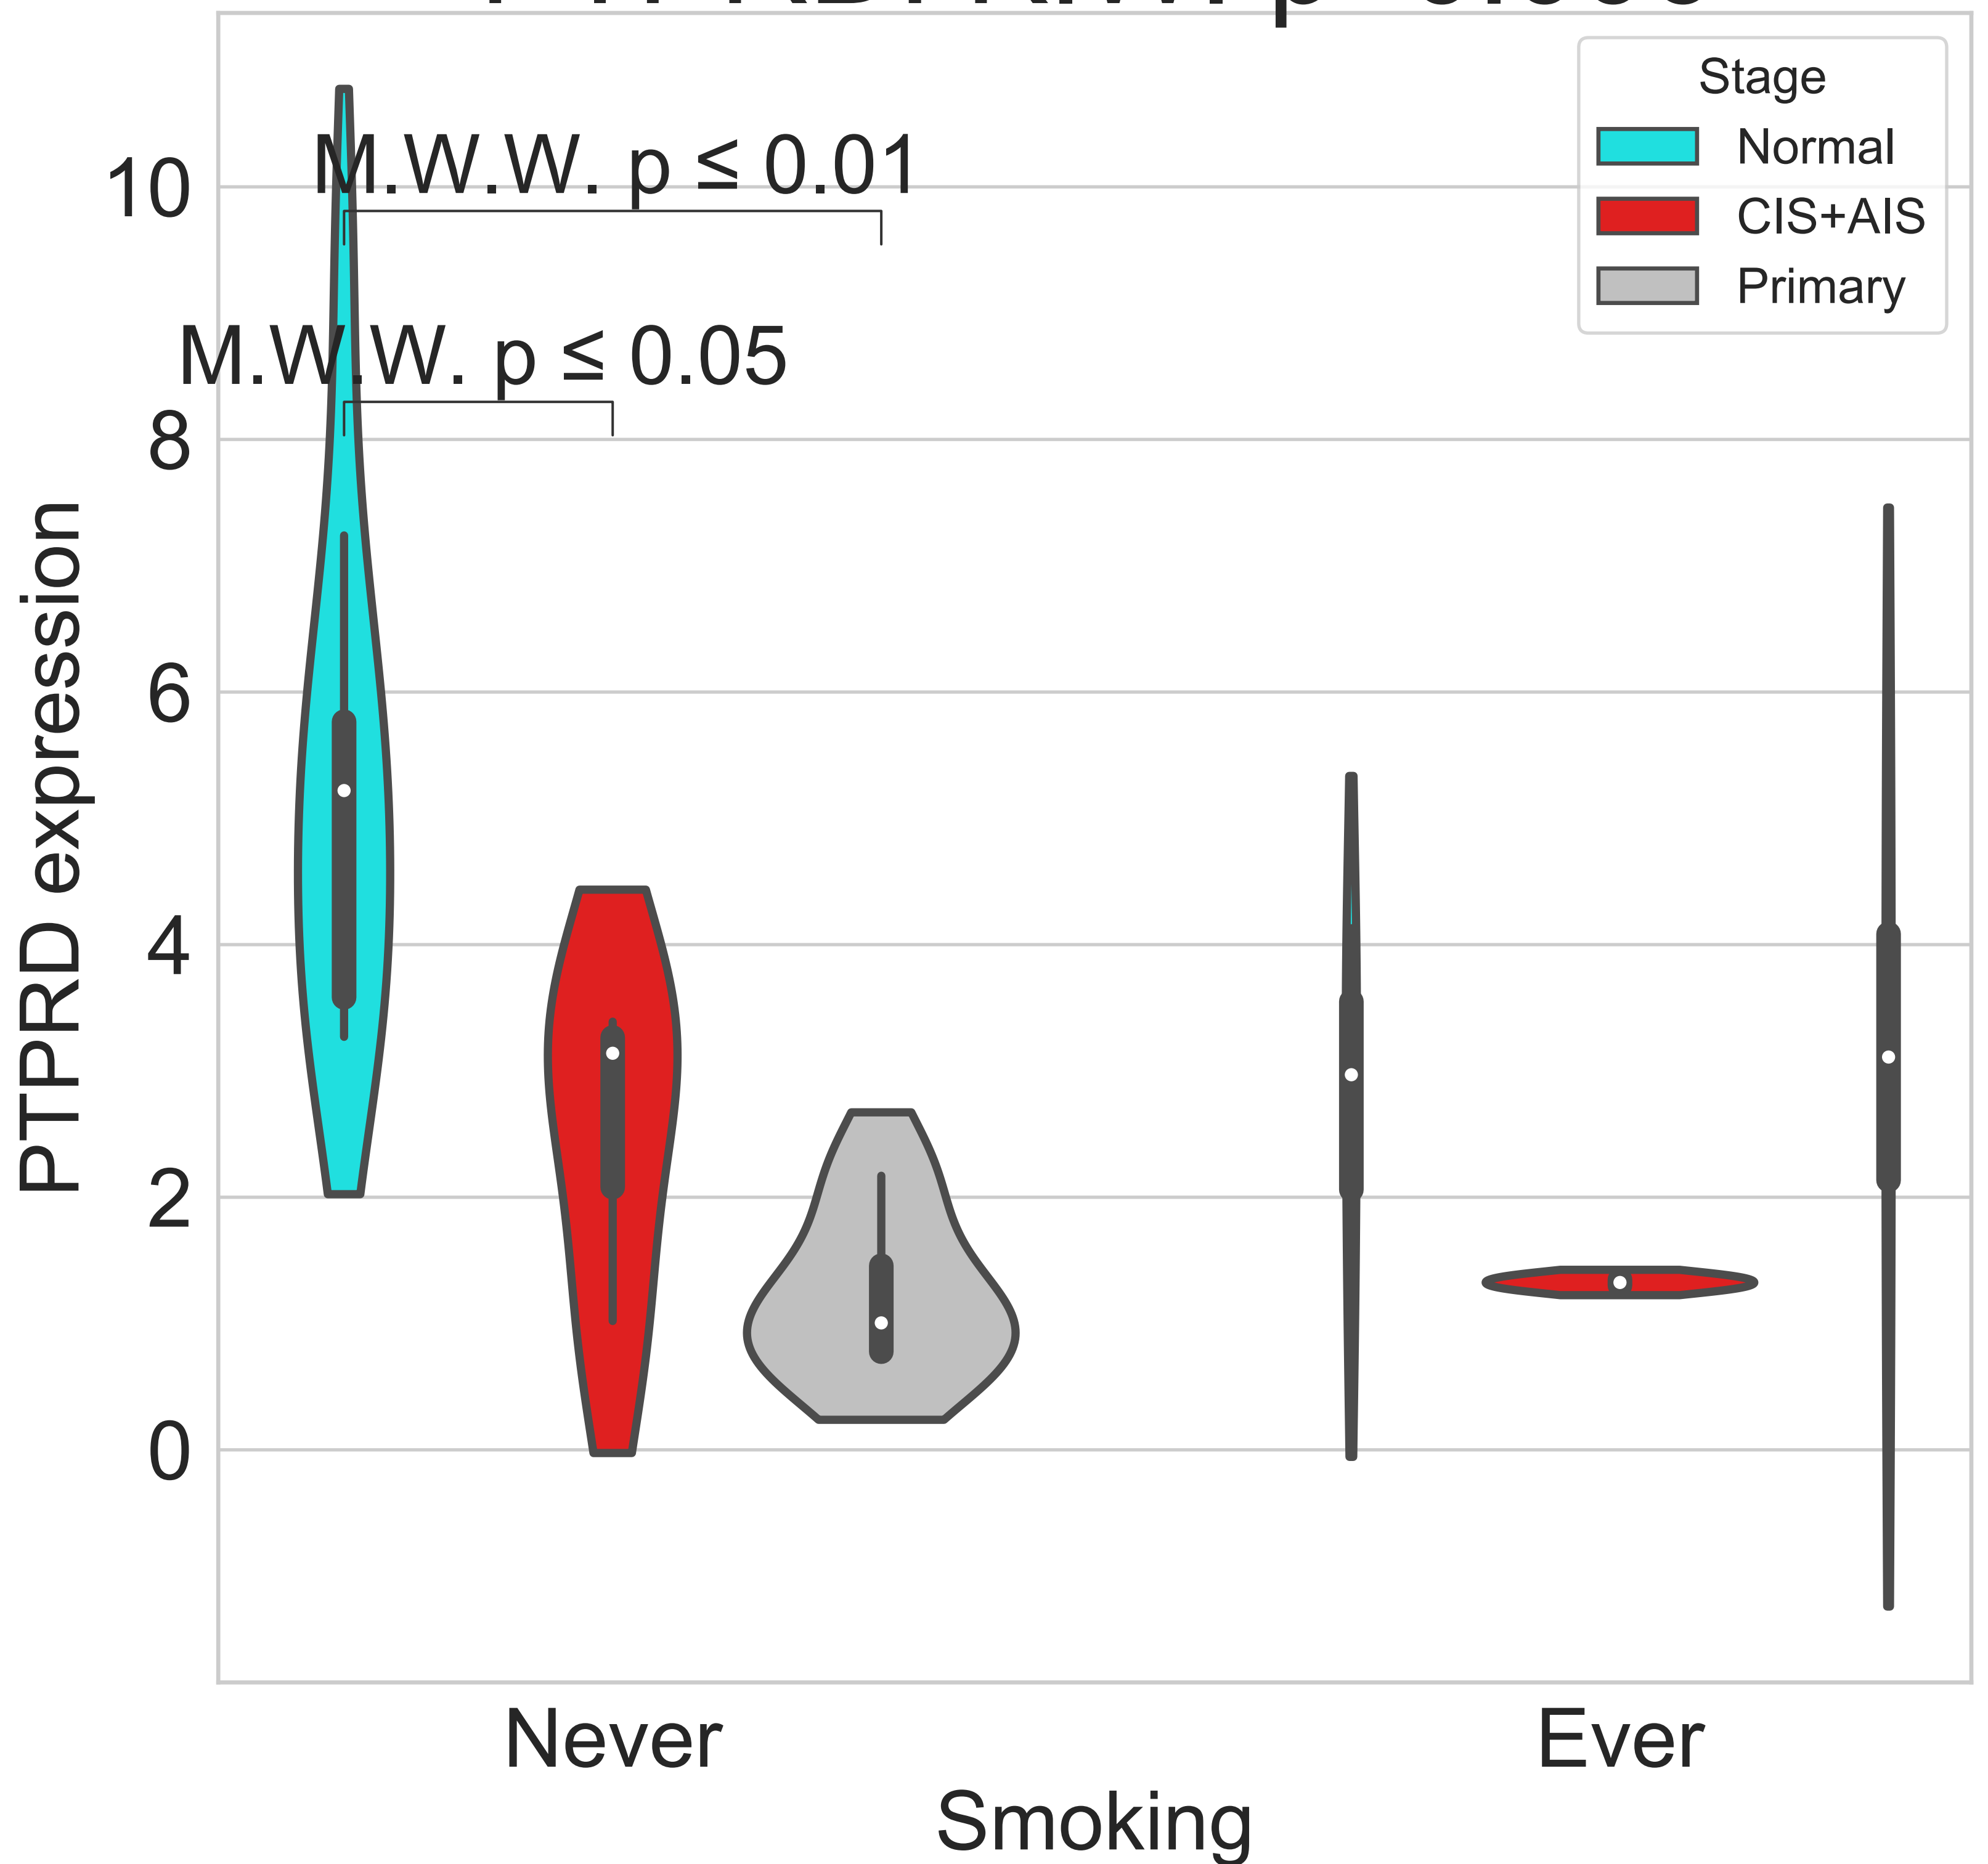 Stage
Normal
CIS+AIS
Primary
M.W.W. p ≤ 0.01
M.W.W. p ≤ 0.05
10
8
6
4
2
0
PTPRD expression
Never
Ever
Smoking